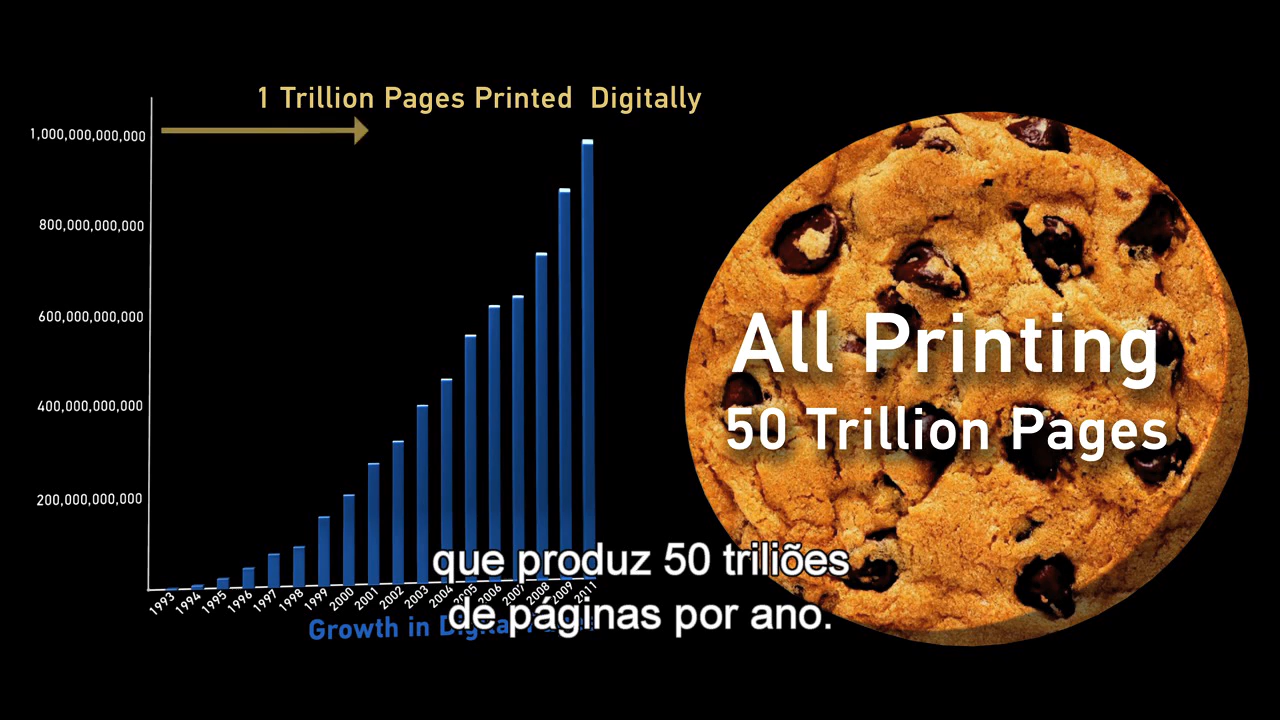 1 Trillion Pages Printed Digitally
1,000,000,000,000
800,000,000,000
600,000,000,000
400,000,000,000
200,000,000,000
1993 1994 1995 1996 1997 1998 1999 2000 2001 2002 2003 2004 2005 2006 2007 2008 2009 2011
Growth in Digital
All Printing
50 Trillion Pages
que produz 50 triliões
de páginas por ano.